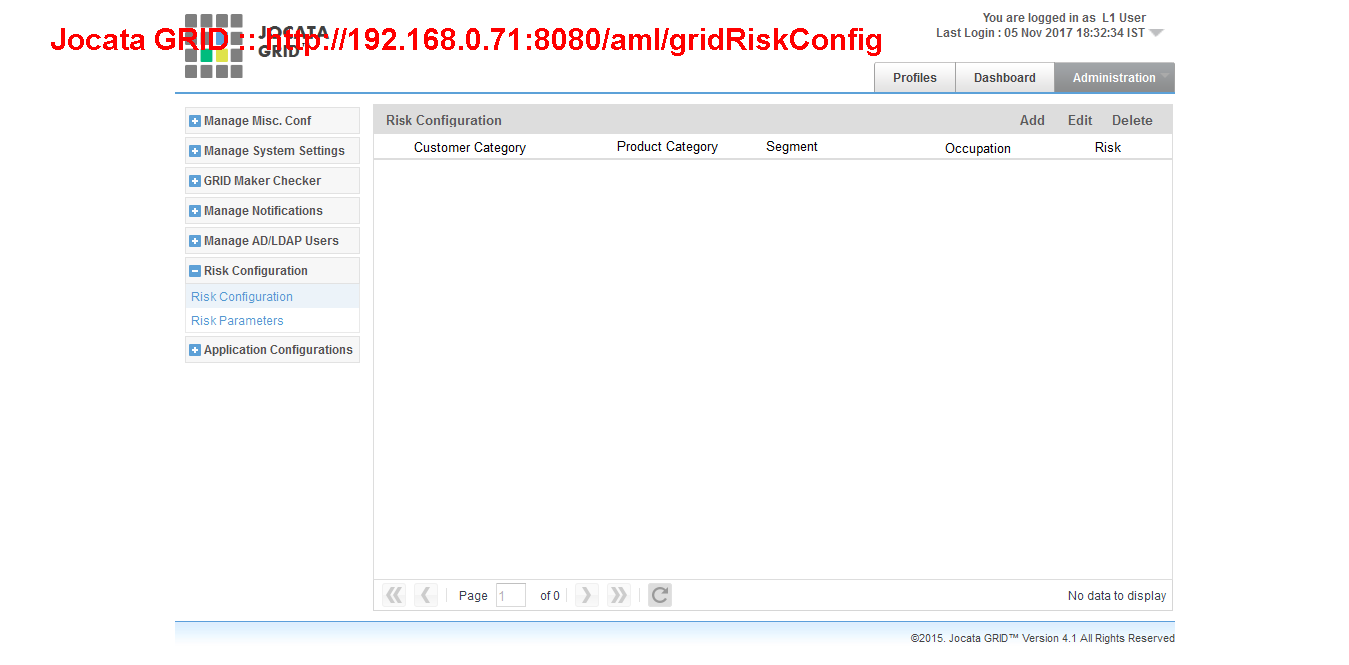 You are logged in as L1 User
Jocata GRID :: http://192.168.0.71:8080/aml/gridRiskConfig
JOCATA
GRID™
Last Login : 05 Nov 2017 18:32:34 IST
Profiles Dashboard Administration
Manage Misc. Conf
Manage System Settings
GRID Maker Checker
Manage Notifications
Manage AD/LDAP Users
Risk Configuration
Risk Configuration
Risk Parameters
Application Configurations
Risk Configuration Add Edit Delete
Customer Category Product Category Segment Occupation Risk
Page 1 of 0 No data to display
©2015. Jocata GRID™ Version 4.1 All Rights Reserved